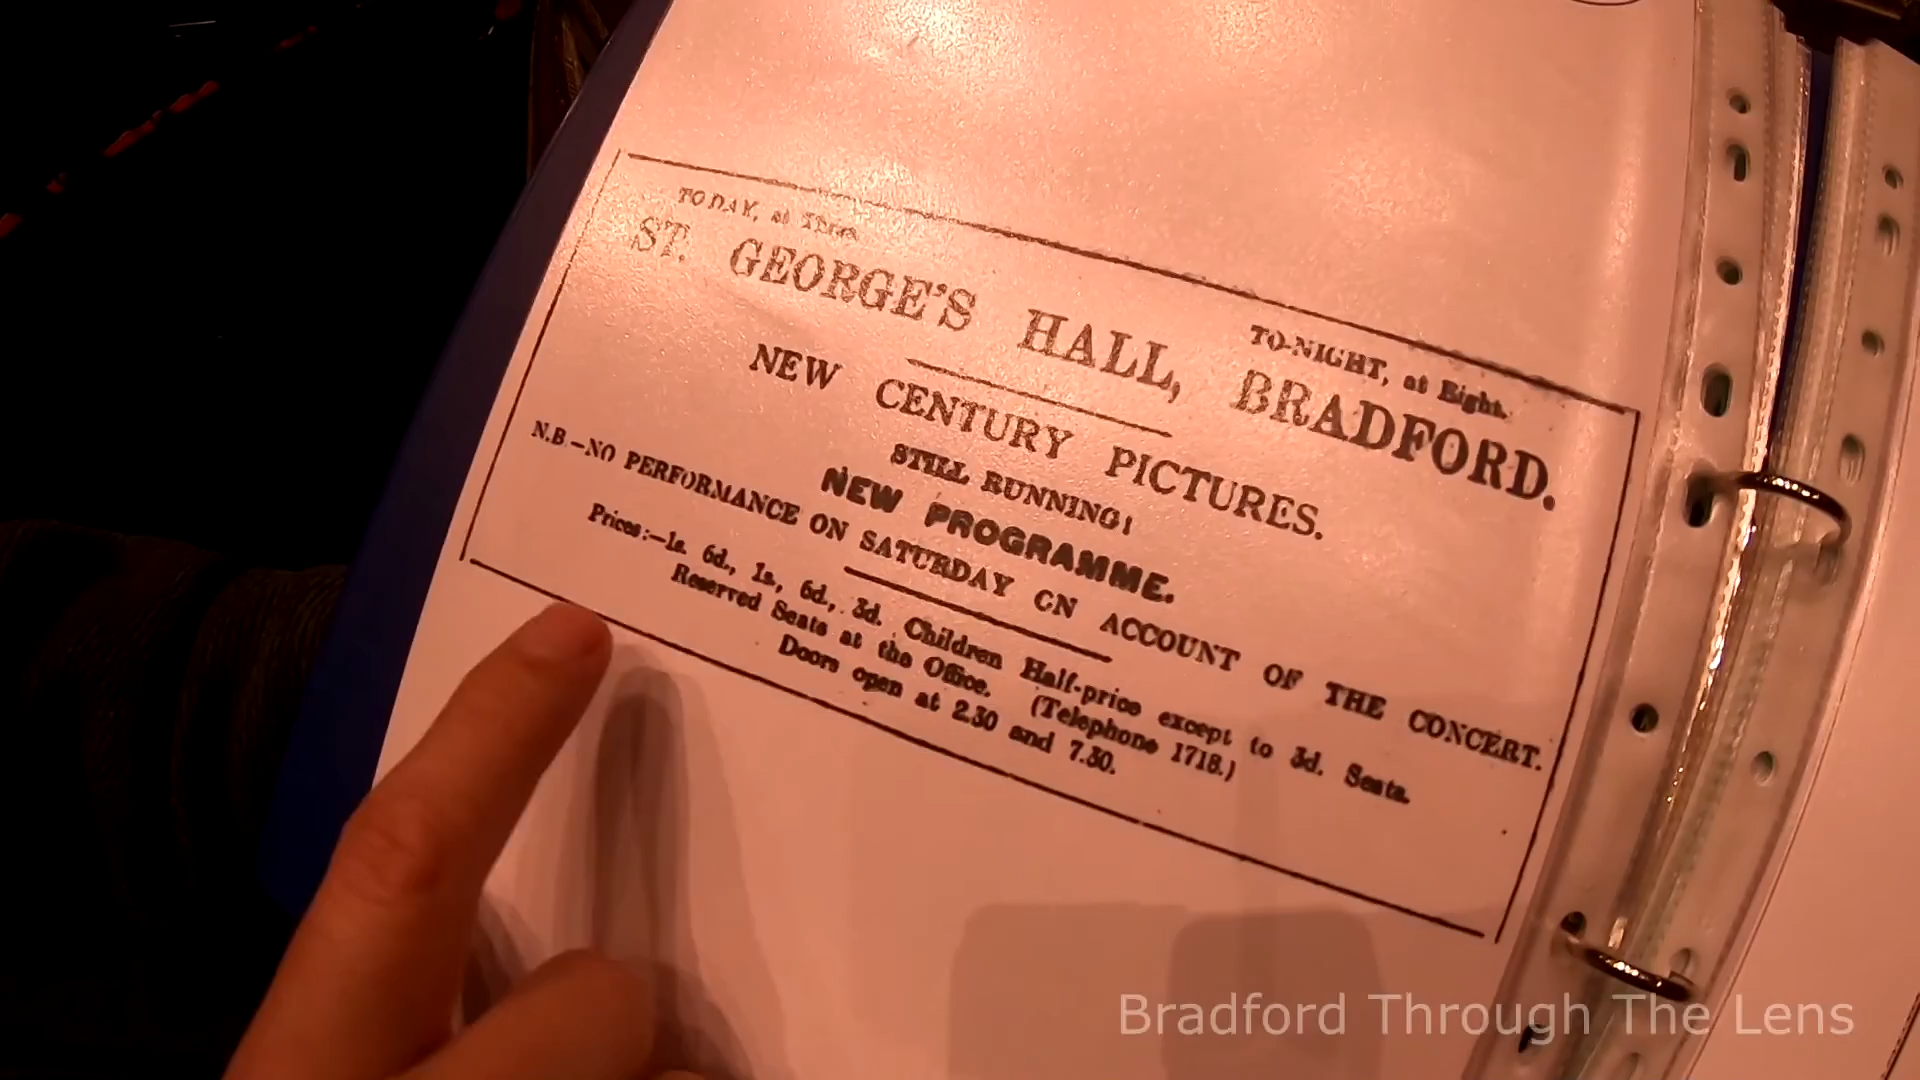 TO-DAY, at Three. TO-NIGHT, at Eight.
ST. GEORGE'S HALL, BRADFORD.
NEW CENTURY PICTURES.
STILL RUNNING!
NEW PROGRAMME.
N.B.—NO PERFORMANCE ON SATURDAY ON ACCOUNT OF THE CONCERT.
Prices:—1s. 6d., 1s., 6d., 3d. Children Half-price except to 3d. Seats.
Reserved Seats at the Office. (Telephone 1718.)
Doors open at 2.30 and 7.30.
Bradford Through The Lens